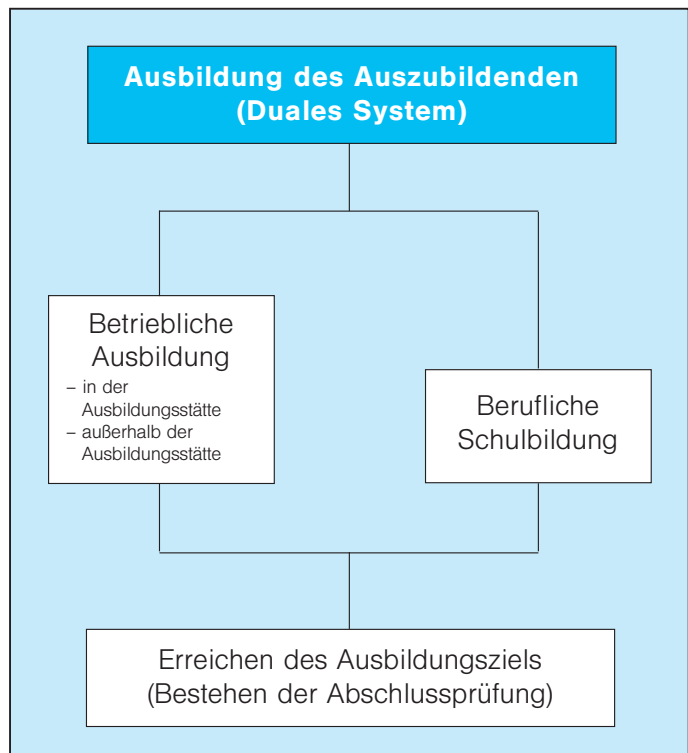 Ausbildung des Auszubildenden
(Duales System)
Betriebliche
Ausbildung
– in der
Ausbildungsstätte
– außerhalb der
Ausbildungsstätte
Berufliche
Schulbildung
Erreichen des Ausbildungsziels
(Bestehen der Abschlussprüfung)